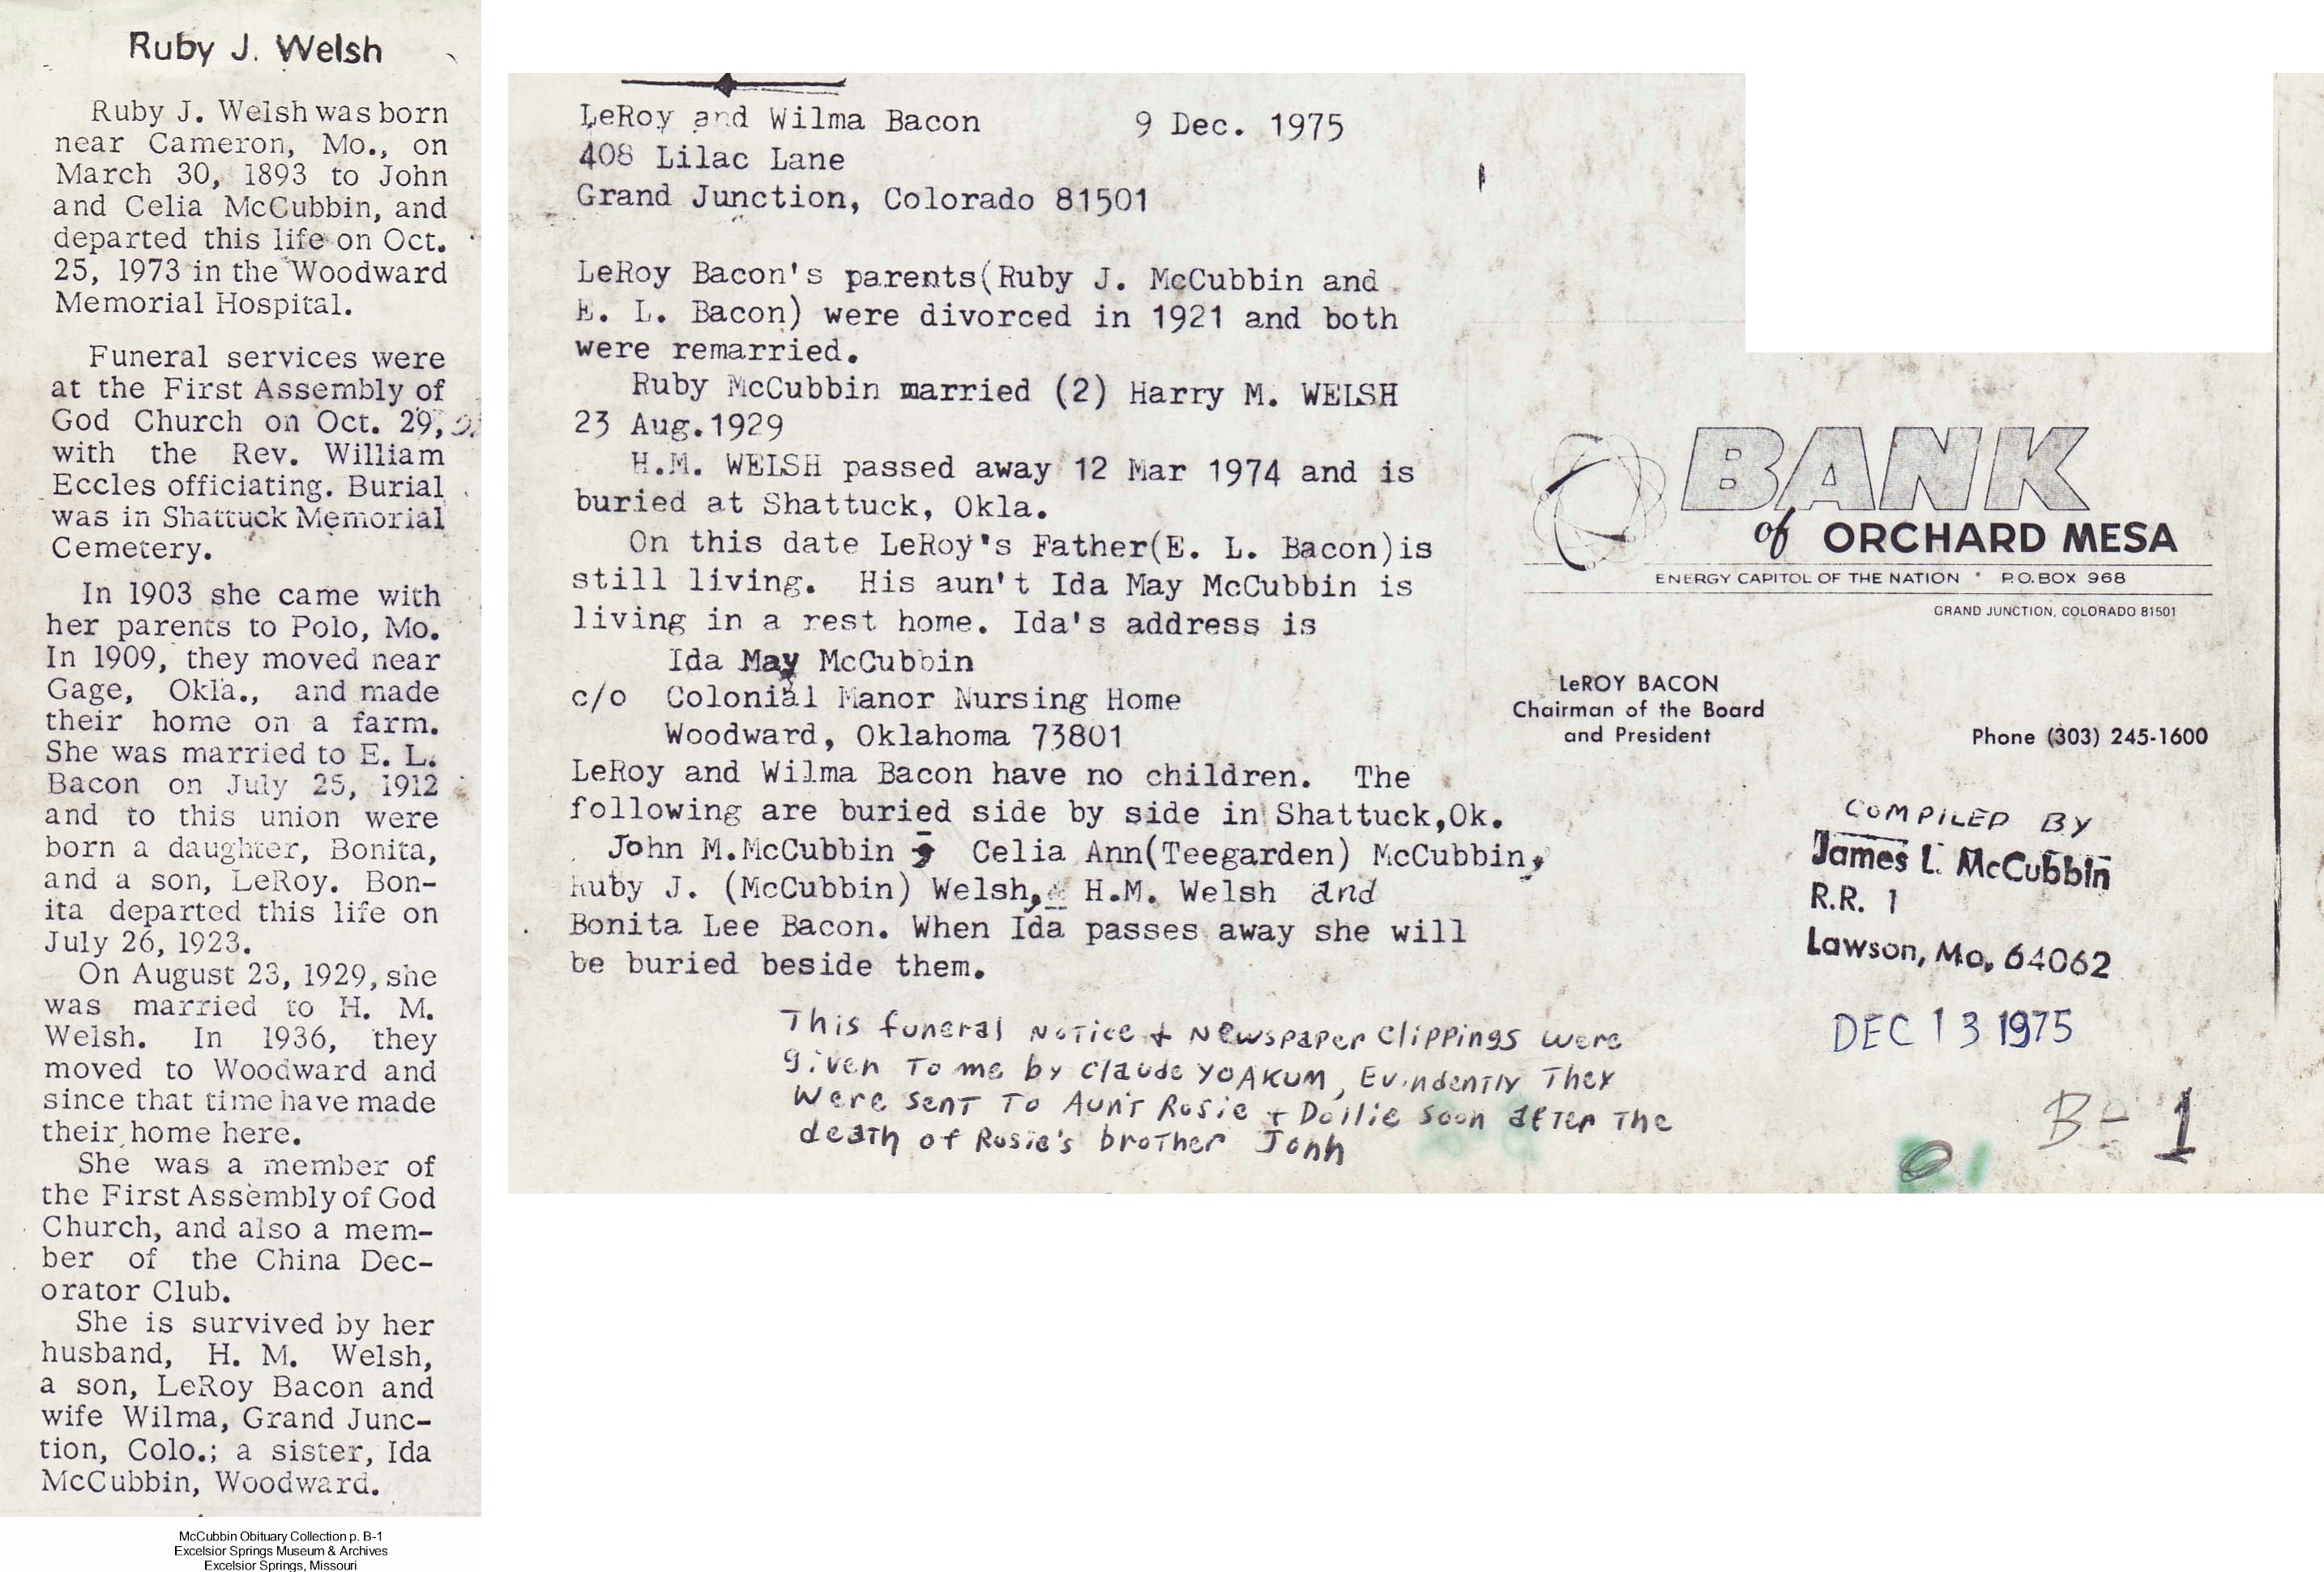 Ruby J. Welsh
Ruby J. Welsh was born
near Cameron, Mo., on
March 30, 1893 to John
and Celia McCubbin, and
departed this life on Oct.
25, 1973 in the Woodward
Memorial Hospital.
Funeral services were
at the First Assembly of
God Church on Oct. 29,
with the Rev. William
Eccles officiating. Burial
was in Shattuck Memorial
Cemetery.
In 1903 she came with
her parents to Polo, Mo.
In 1909, they moved near
Gage, Okla., and made
their home on a farm.
She was married to E. L.
Bacon on July 25, 1912
and to this union were
born a daughter, Bonita,
and a son, LeRoy. Bon-
ita departed this life on
July 26, 1923.
On August 23, 1929, she
was married to H. M.
Welsh. In 1936, they
moved to Woodward and
since that time have made
their home here.
She was a member of
the First Assembly of God
Church, and also a mem-
ber of the China Dec-
orator Club.
She is survived by her
husband, H. M. Welsh,
a son, LeRoy Bacon and
wife Wilma, Grand Junc-
tion, Colo.; a sister, Ida
McCubbin, Woodward.
McCubbin Obituary Collection p. B-1
Excelsior Springs Museum & Archives
Excelsior Springs, Missouri
LeRoy and Wilma Bacon 9 Dec. 1975
408 Lilac Lane
Grand Junction, Colorado 81501
LeRoy Bacon's parents(Ruby J. McCubbin and
E. L. Bacon) were divorced in 1921 and both
were remarried.
Ruby McCubbin married (2) Harry M. WELSH
23 Aug.1929
H.M. WELSH passed away 12 Mar 1974 and is
buried at Shattuck, Okla.
On this date LeRoy's Father(E. L. Bacon)is
still living. His aun't Ida May McCubbin is
living in a rest home. Ida's address is
Ida May McCubbin
c/o Colonial Manor Nursing Home
Woodward, Oklahoma 73801
LeRoy and Wilma Bacon have no children. The
following are buried side by side in Shattuck,Ok.
John M.McCubbin ; Celia Ann(Teegarden) McCubbin,
Ruby J. (McCubbin) Welsh, H.M. Welsh and
Bonita Lee Bacon. When Ida passes away she will
be buried beside them.
This funeral Notice + Newspaper Clippings were
given To me by Claude YOAKUM, Evindently They
were sent To Aun't Rosie + Dollie soon after The
death of Rosie's brother Jonh
BANK
of ORCHARD MESA
ENERGY CAPITOL OF THE NATION * P.O. BOX 968
GRAND JUNCTION, COLORADO 81501
LeROY BACON
Chairman of the Board
and President
Phone (303) 245-1600
COMPILED BY
James L. McCubbin
R.R. 1
Lawson, Mo. 64062
DEC 13 1975
B-1